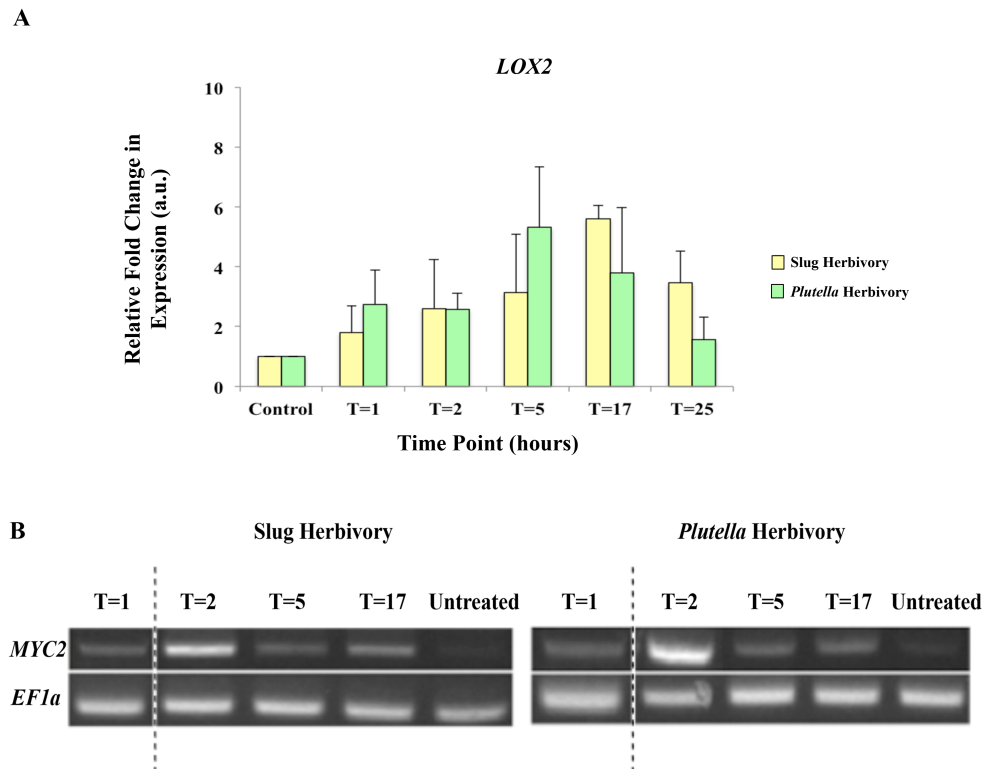 A
LOX2
Relative Fold Change in
Expression (a.u.)
10
8
6
4
2
0
Control T=1 T=2 T=5 T=17 T=25
Time Point (hours)
Slug Herbivory
Plutella Herbivory
B
Slug Herbivory
Plutella Herbivory
T=1 T=2 T=5 T=17 Untreated T=1 T=2 T=5 T=17 Untreated
MYC2
EF1a